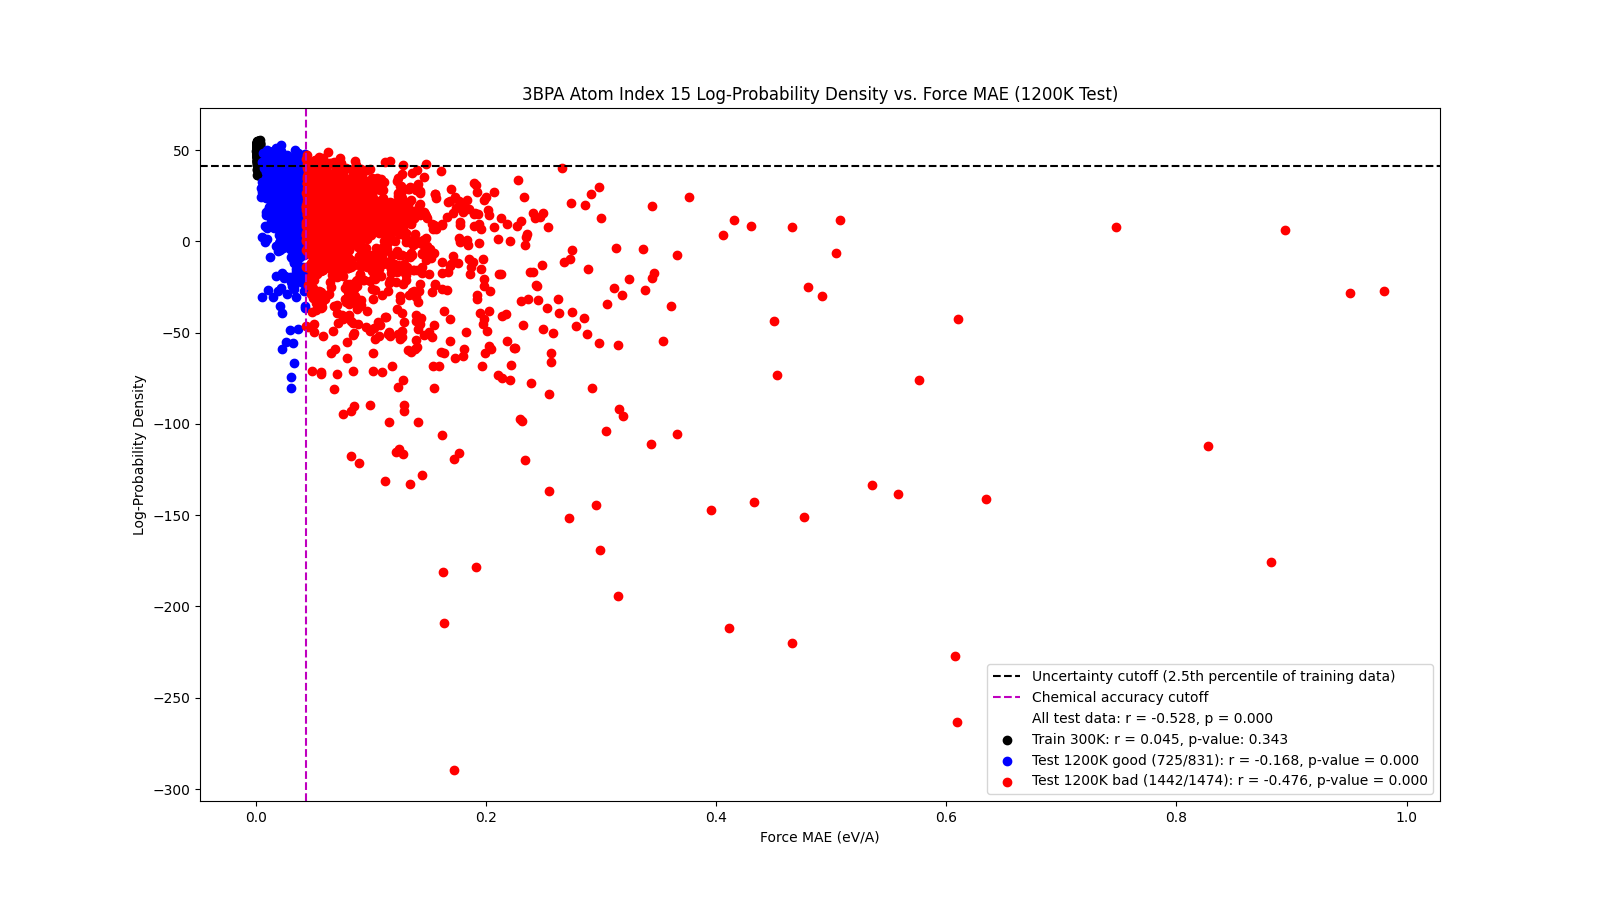 3BPA Atom Index 15 Log-Probability Density vs. Force MAE (1200K Test)
Log-Probability Density
50
0
−50
−100
−150
−200
−250
−300
Uncertainty cutoff (2.5th percentile of training data)
Chemical accuracy cutoff
All test data: r = -0.528, p = 0.000
Train 300K: r = 0.045, p-value: 0.343
Test 1200K good (725/831): r = -0.168, p-value = 0.000
Test 1200K bad (1442/1474): r = -0.476, p-value = 0.000
0.0
0.2
0.4
0.6
0.8
1.0
Force MAE (eV/A)